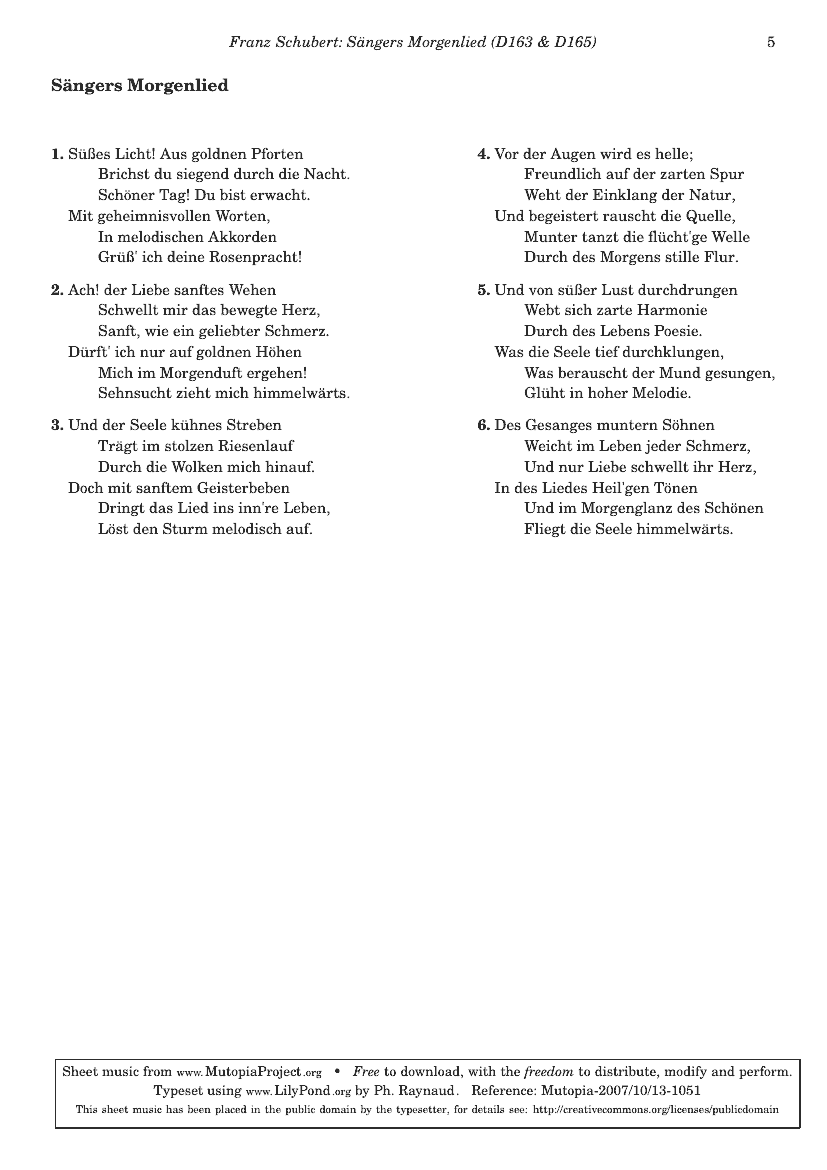 Franz Schubert: Sängers Morgenlied (D163 & D165) 5
Sängers Morgenlied
1. Süßes Licht! Aus goldnen Pforten
Brichst du siegend durch die Nacht.
Schöner Tag! Du bist erwacht.
Mit geheimnisvollen Worten,
In melodischen Akkorden
Grüß' ich deine Rosenpracht!
2. Ach! der Liebe sanftes Wehen
Schwellt mir das bewegte Herz,
Sanft, wie ein geliebter Schmerz.
Dürft' ich nur auf goldnen Höhen
Mich im Morgenduft ergehen!
Sehnsucht zieht mich himmelwärts.
3. Und der Seele kühnes Streben
Trägt im stolzen Riesenlauf
Durch die Wolken mich hinauf.
Doch mit sanftem Geisterbeben
Dringt das Lied ins inn're Leben,
Löst den Sturm melodisch auf.
4. Vor der Augen wird es helle;
Freundlich auf der zarten Spur
Weht der Einklang der Natur,
Und begeistert rauscht die Quelle,
Munter tanzt die flücht'ge Welle
Durch des Morgens stille Flur.
5. Und von süßer Lust durchdrungen
Webt sich zarte Harmonie
Durch des Lebens Poesie.
Was die Seele tief durchklungen,
Was berauscht der Mund gesungen,
Glüht in hoher Melodie.
6. Des Gesanges muntern Söhnen
Weicht im Leben jeder Schmerz,
Und nur Liebe schwellt ihr Herz,
In des Liedes Heil'gen Tönen
Und im Morgenglanz des Schönen
Fliegt die Seele himmelwärts.
Sheet music from www.MutopiaProject.org • Free to download, with the freedom to distribute, modify and perform.
Typeset using www.LilyPond.org by Ph. Raynaud. Reference: Mutopia-2007/10/13-1051
This sheet music has been placed in the public domain by the typesetter, for details see: http://creativecommons.org/licenses/publicdomain